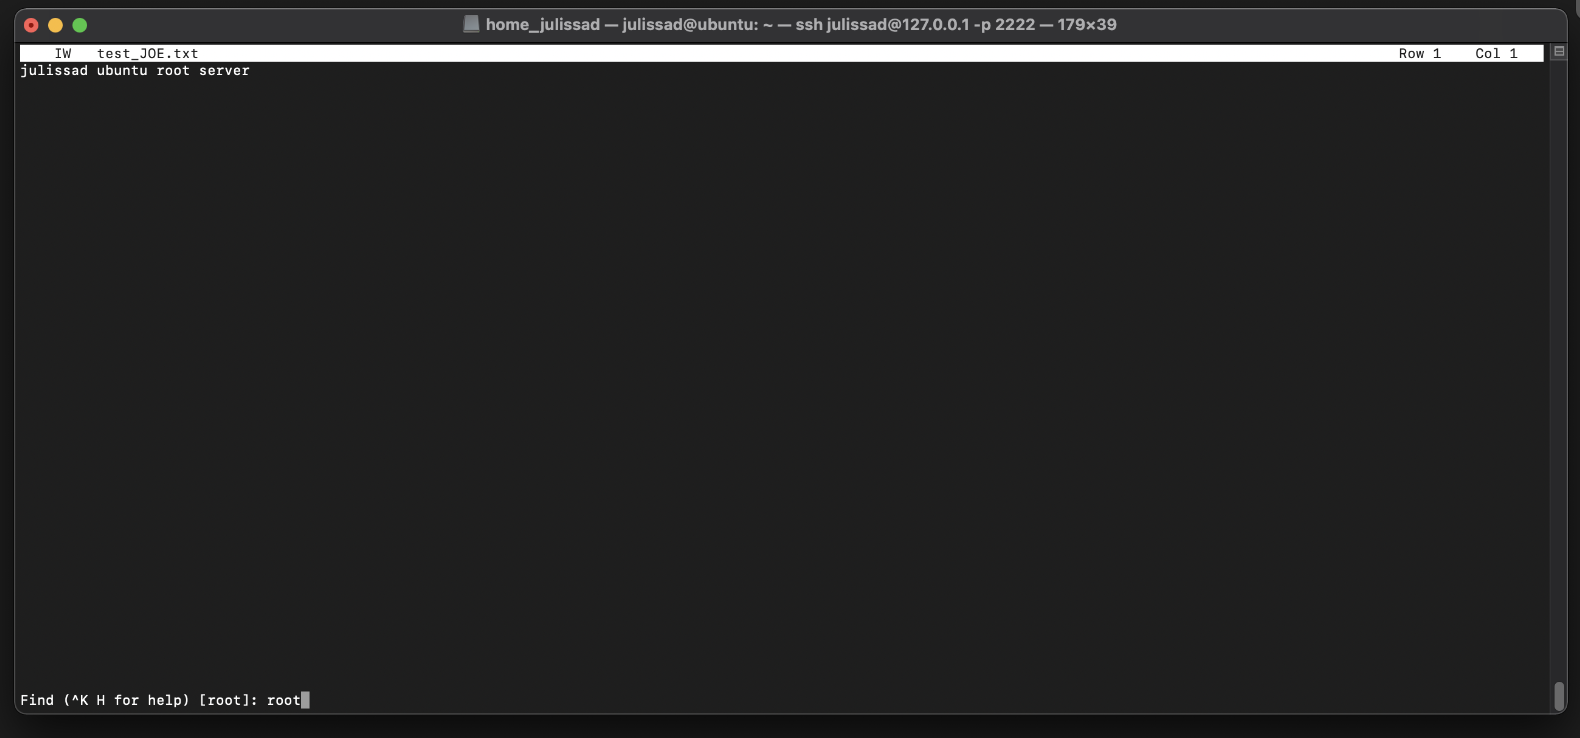 home_julissad — julissad@ubuntu: ~ — ssh julissad@127.0.0.1 -p 2222 — 179×39
IW test_JOE.txt Row 1 Col 1
julissad ubuntu root server
Find (^K H for help) [root]: root